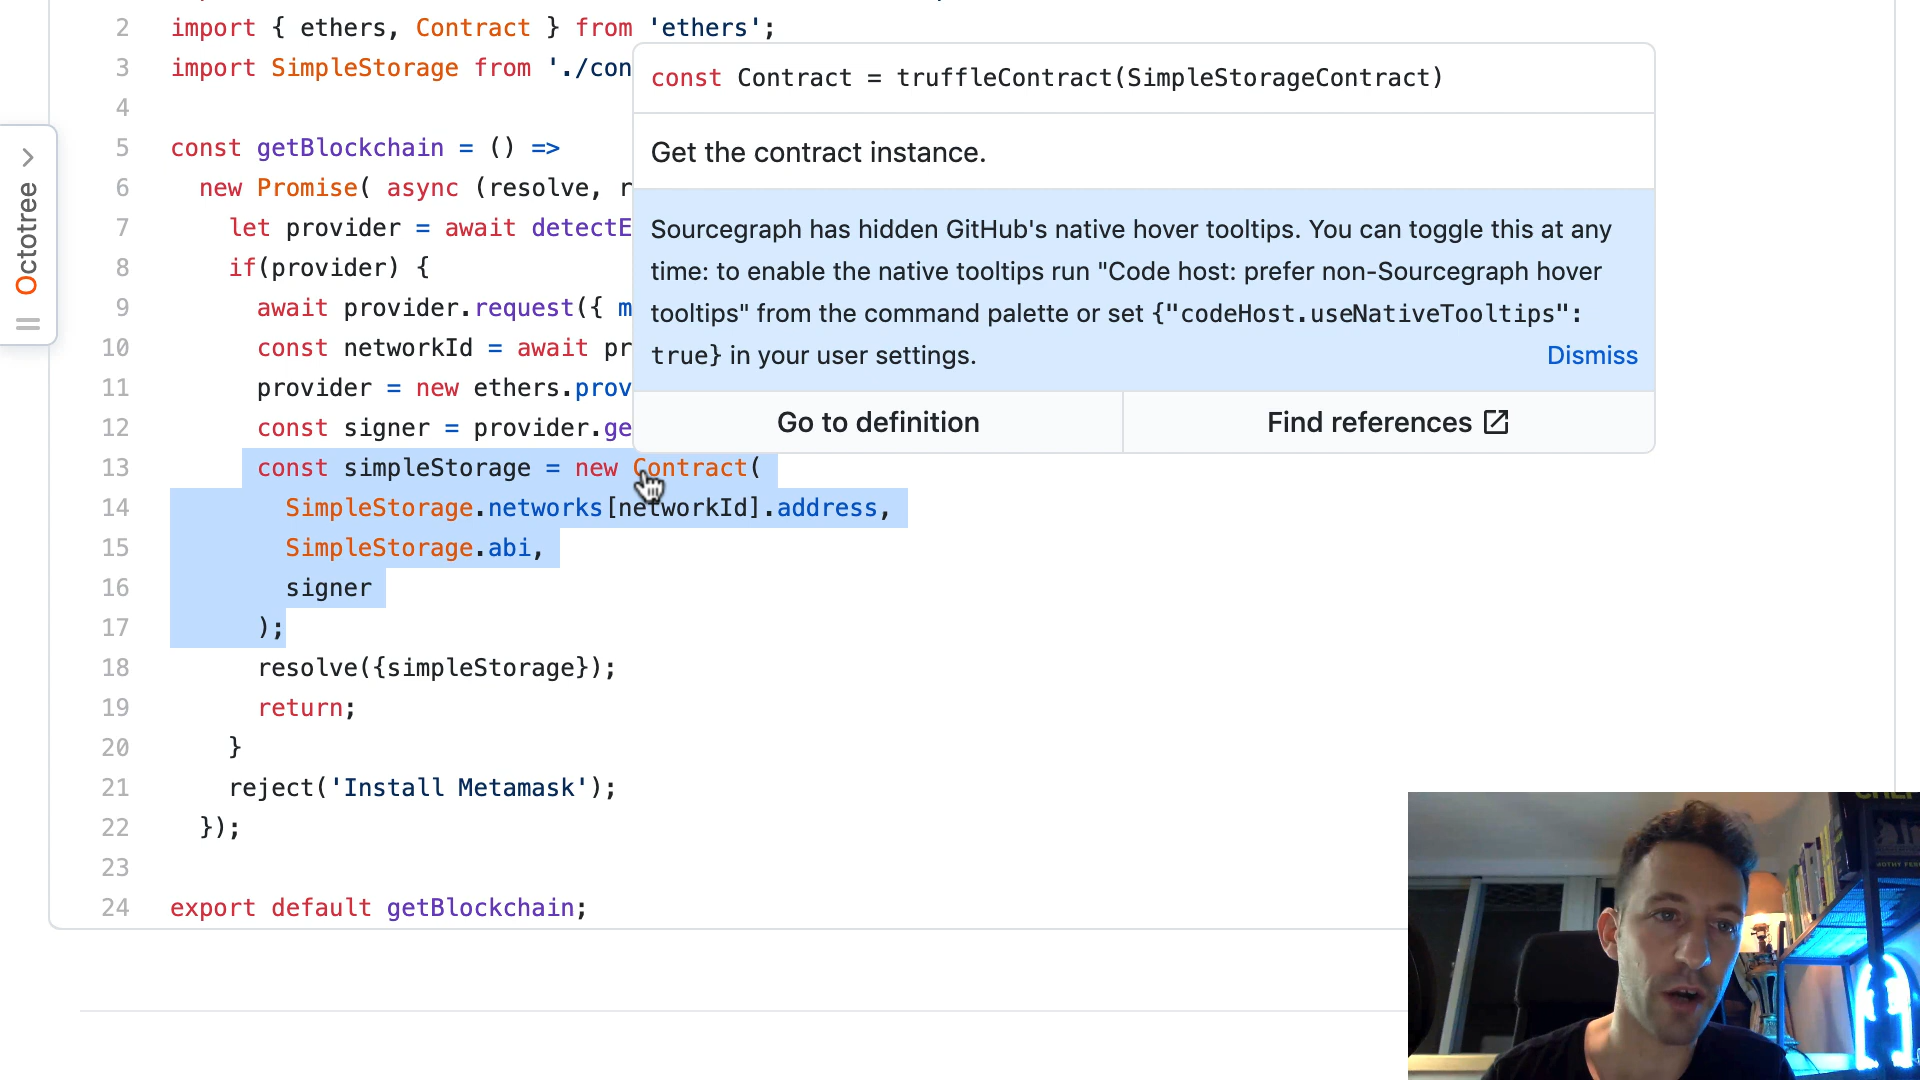 2 import { ethers, Contract } from 'ethers';
3 import SimpleStorage from './con
4
5 const getBlockchain = () =>
6 new Promise( async (resolve, r
7 let provider = await detectE
8 if(provider) {
9 await provider.request({ m
10 const networkId = await pr
11 provider = new ethers.prov
12 const signer = provider.ge
13 const simpleStorage = new Contract(
14 SimpleStorage.networks[networkId].address,
15 SimpleStorage.abi,
16 signer
17 );
18 resolve({simpleStorage});
19 return;
20 }
21 reject('Install Metamask');
22 });
23
24 export default getBlockchain;
const Contract = truffleContract(SimpleStorageContract)
Get the contract instance.
Sourcegraph has hidden GitHub's native hover tooltips. You can toggle this at any
time: to enable the native tooltips run "Code host: prefer non-Sourcegraph hover
tooltips" from the command palette or set {"codeHost.useNativeTooltips":
true} in your user settings.
Dismiss
Go to definition
Find references
Octotree